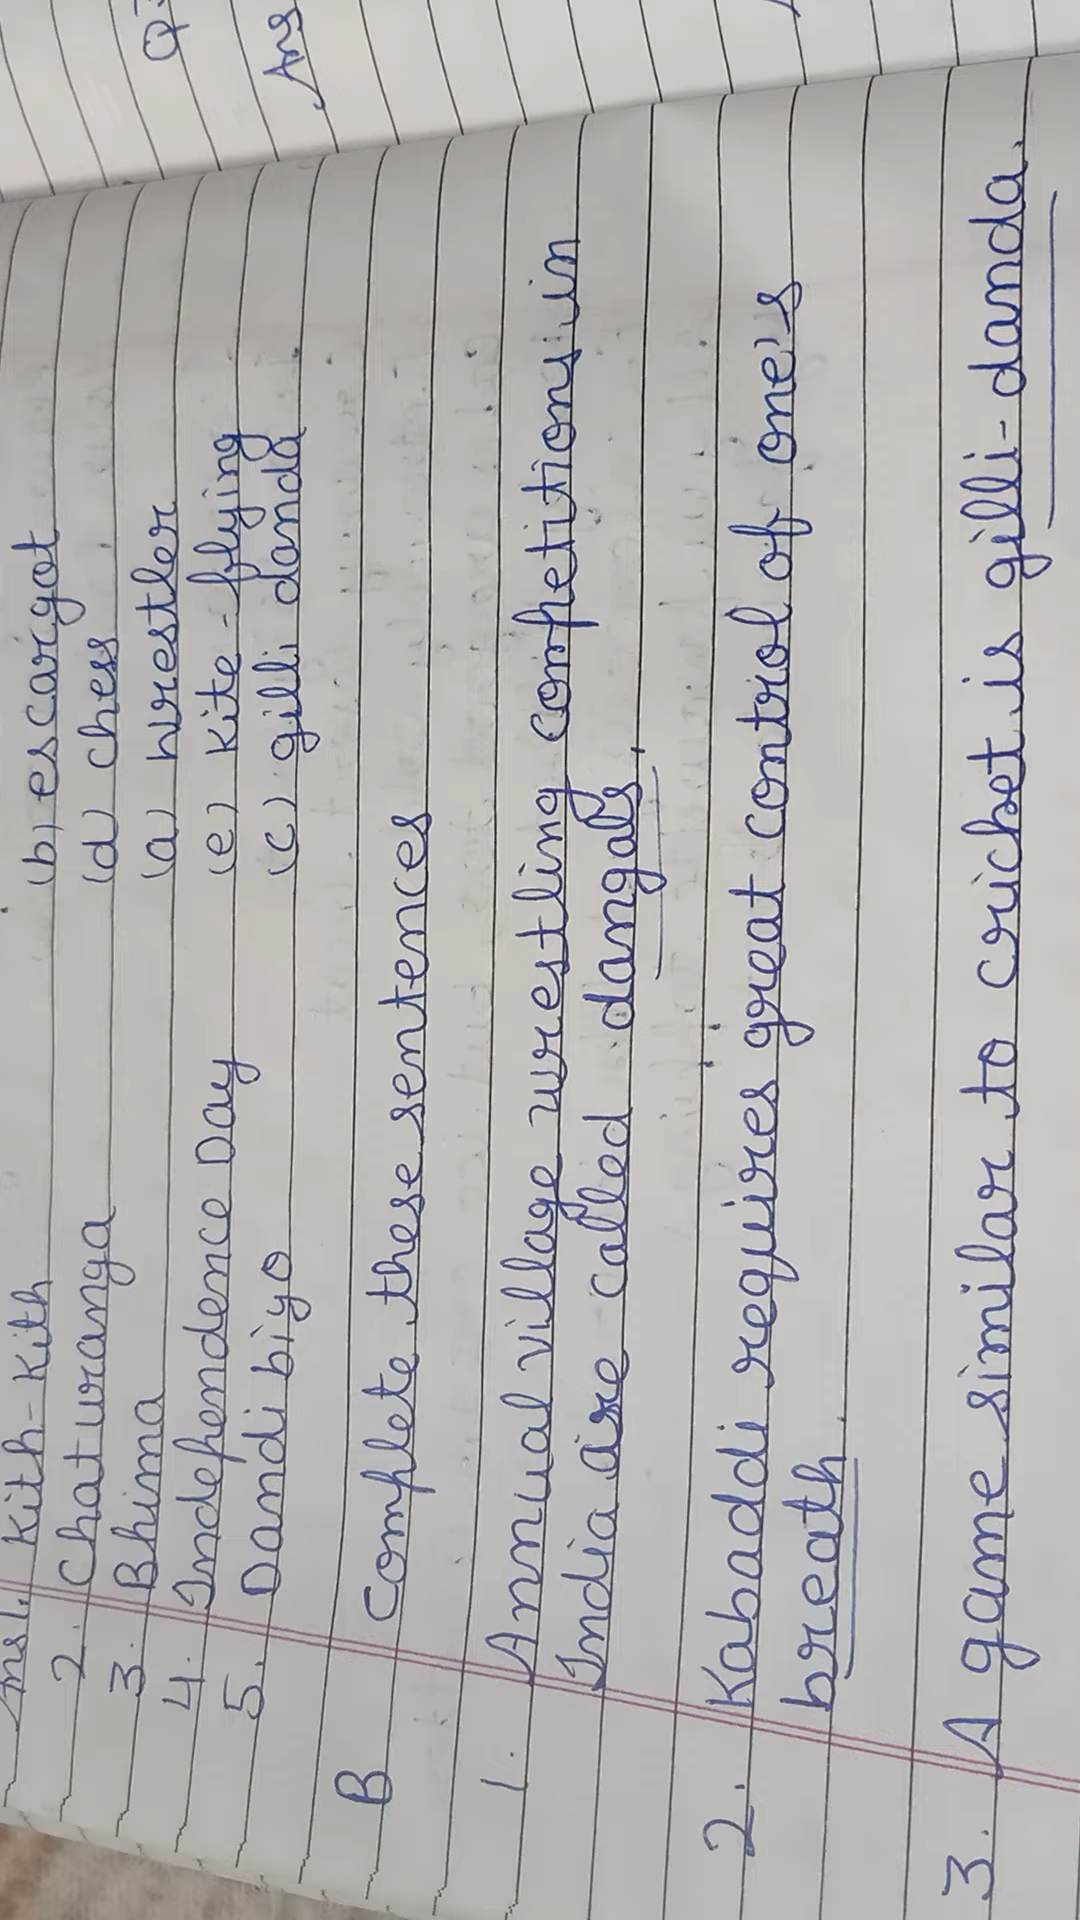 Ans 1. Kith-Kith (b) escargot
2. Chaturanga (d) chess
3. Bhima (a) wrestler
4. Independence Day (e) Kite-flying
5. Dandi biyo (c) gilli danda
B Complete these sentences
1. Annual village wrestling competitions in
India are called dangals.
2. Kabaddi requires great control of one's
breath.
3. A game similar to cricket is gilli-danda.
Q
Ans